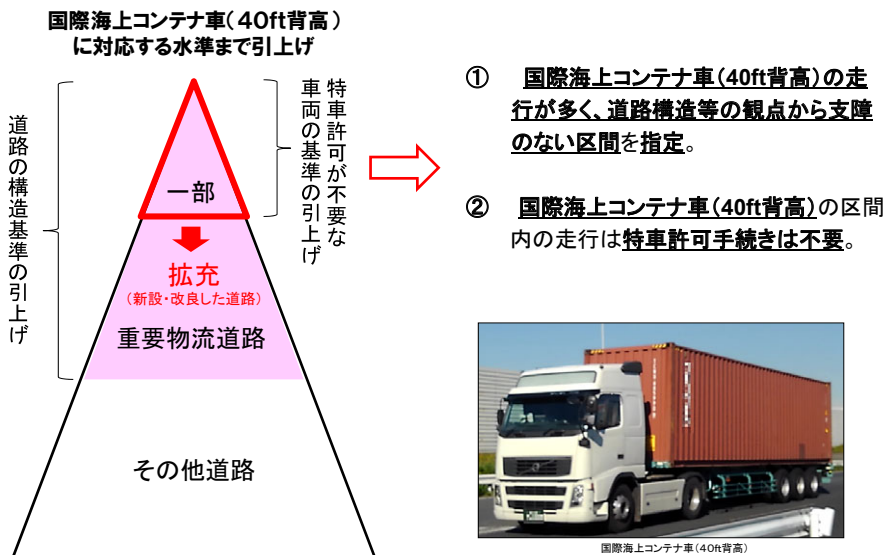 国際海上コンテナ車(40ft背高)
に対応する水準まで引上げ
道路の構造基準の引上げ
特車許可が不要な
車両の基準の引上げ
一部
拡充
(新設・改良した道路)
重要物流道路
その他道路
① 国際海上コンテナ車(40ft背高)の走
行が多く、道路構造等の観点から支障
のない区間を指定。
② 国際海上コンテナ車(40ft背高)の区間
内の走行は特車許可手続きは不要。
国際海上コンテナ車(40ft背高)